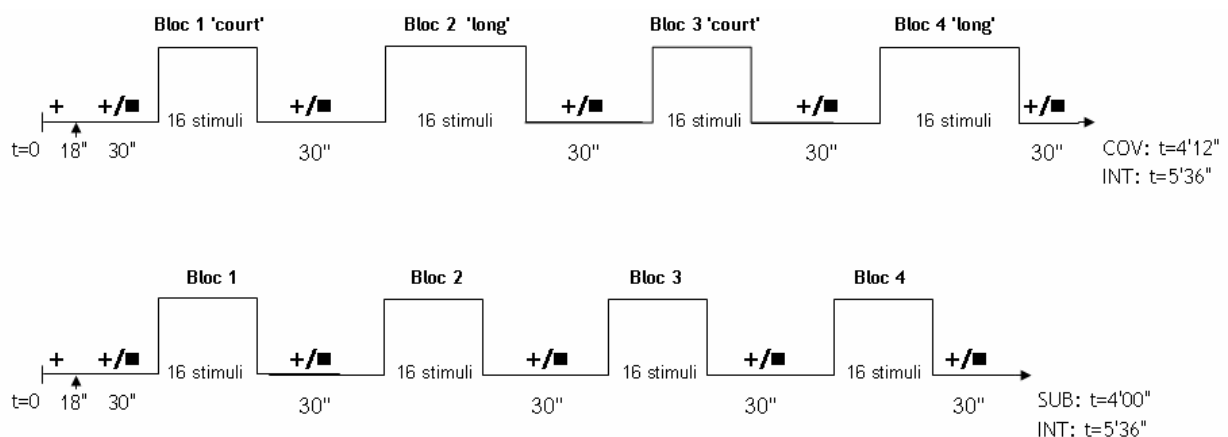 Bloc 1 'court' Bloc 2 'long' Bloc 3 'court' Bloc 4 'long'
+ +/■ +/■ +/■ +/■ +/■
16 stimuli 16 stimuli 16 stimuli 16 stimuli
t=0 18" 30" 30" 30" 30" 30"
COV: t=4'12"
INT: t=5'36"
Bloc 1 Bloc 2 Bloc 3 Bloc 4
+ +/■ +/■ +/■ +/■ +/■
16 stimuli 16 stimuli 16 stimuli 16 stimuli
t=0 18" 30" 30" 30" 30" 30"
SUB: t=4'00"
INT: t=5'36"